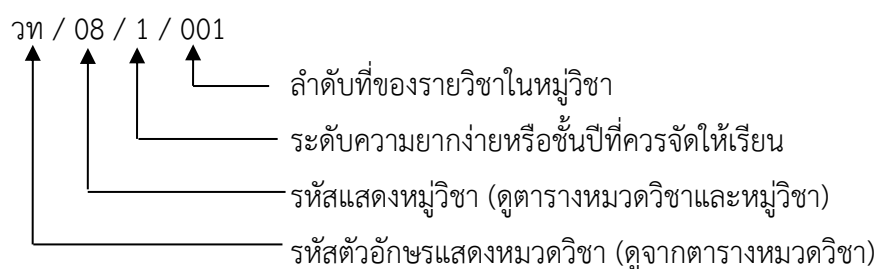 วท / 08 / 1 / 001
ลำดับที่ของรายวิชาในหมู่วิชา
ระดับความยากง่ายหรือชั้นปีที่ควรจัดให้เรียน
รหัสแสดงหมู่วิชา (ดูตารางหมวดวิชาและหมู่วิชา)
รหัสตัวอักษรแสดงหมวดวิชา (ดูจากตารางหมวดวิชา)